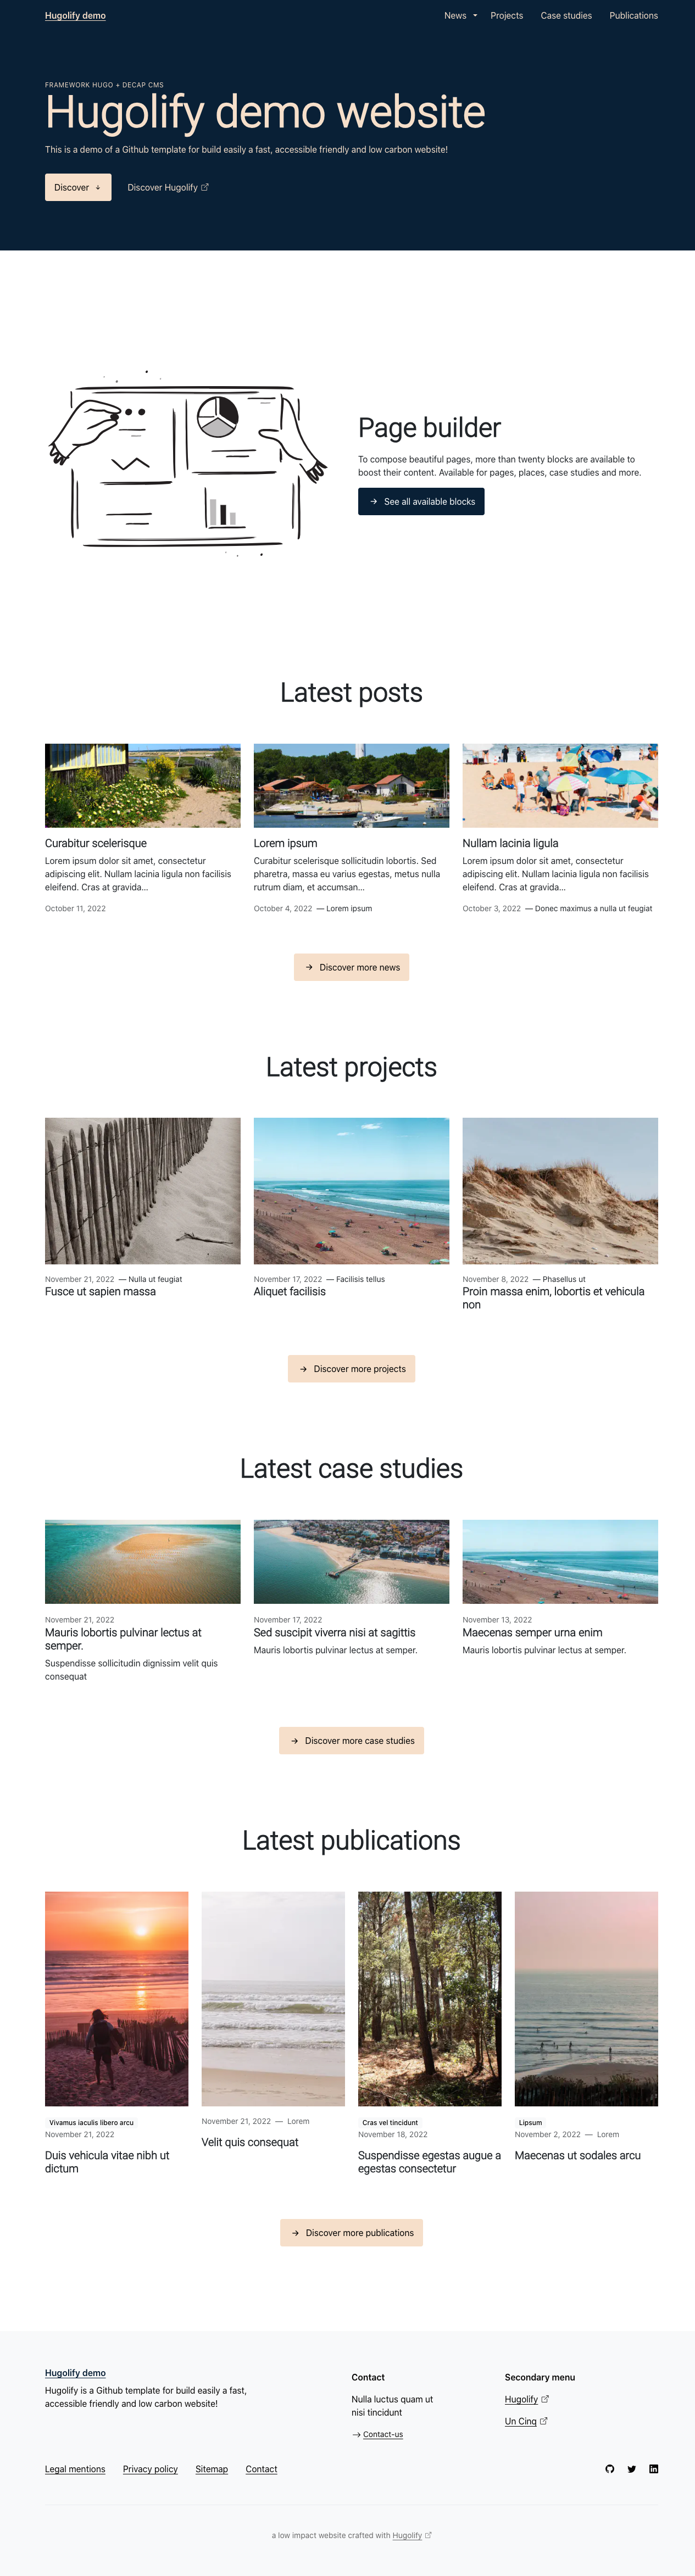 Hugolify demo
News
Projects
Case studies
Publications
FRAMEWORK HUGO + DECAP CMS
Hugolify demo website
This is a demo of a Github template for build easily a fast, accessible friendly and low carbon website!
Discover
Discover Hugolify
Page builder
To compose beautiful pages, more than twenty blocks are available to
boost their content. Available for pages, places, case studies and more.
See all available blocks
Latest posts
Curabitur scelerisque
Lorem ipsum dolor sit amet, consectetur
adipiscing elit. Nullam lacinia ligula non facilisis
eleifend. Cras at gravida...
October 11, 2022
Lorem ipsum
Curabitur scelerisque sollicitudin lobortis. Sed
pharetra, massa eu varius egestas, metus nulla
rutrum diam, et accumsan...
October 4, 2022 — Lorem ipsum
Nullam lacinia ligula
Lorem ipsum dolor sit amet, consectetur
adipiscing elit. Nullam lacinia ligula non facilisis
eleifend. Cras at gravida...
October 3, 2022 — Donec maximus a nulla ut feugiat
Discover more news
Latest projects
November 21, 2022 — Nulla ut feugiat
Fusce ut sapien massa
November 17, 2022 — Facilisis tellus
Aliquet facilisis
November 8, 2022 — Phasellus ut
Proin massa enim, lobortis et vehicula
non
Discover more projects
Latest case studies
November 21, 2022
Mauris lobortis pulvinar lectus at
semper.
Suspendisse sollicitudin dignissim velit quis
consequat
November 17, 2022
Sed suscipit viverra nisi at sagittis
Mauris lobortis pulvinar lectus at semper.
November 13, 2022
Maecenas semper urna enim
Mauris lobortis pulvinar lectus at semper.
Discover more case studies
Latest publications
Vivamus iaculis libero arcu
November 21, 2022
Duis vehicula vitae nibh ut
dictum
November 21, 2022 — Lorem
Velit quis consequat
Cras vel tincidunt
November 18, 2022
Suspendisse egestas augue a
egestas consectetur
Lipsum
November 2, 2022 — Lorem
Maecenas ut sodales arcu
Discover more publications
Hugolify demo
Hugolify is a Github template for build easily a fast,
accessible friendly and low carbon website!
Contact
Nulla luctus quam ut
nisi tincidunt
Contact-us
Secondary menu
Hugolify
Un Cinq
Legal mentions
Privacy policy
Sitemap
Contact
a low impact website crafted with Hugolify